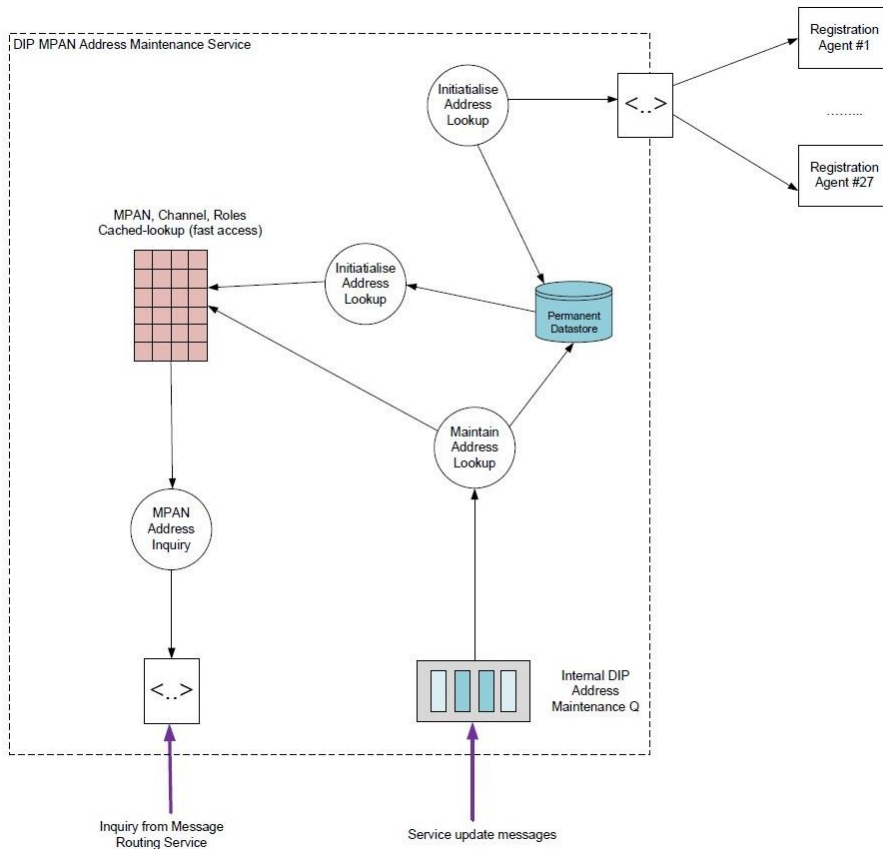 DIP MPAN Address Maintenance Service
Registration
Agent #1
Initiatialise
Address
Lookup
<..>
.........
Registration
Agent #27
MPAN, Channel, Roles
Cached-lookup (fast access)
Initiatialise
Address
Lookup
Permanent
Datastore
Maintain
Address
Lookup
MPAN
Address
Inquiry
<..>
Internal DIP
Address
Maintenance Q
Inquiry from Message
Routing Service
Service update messages